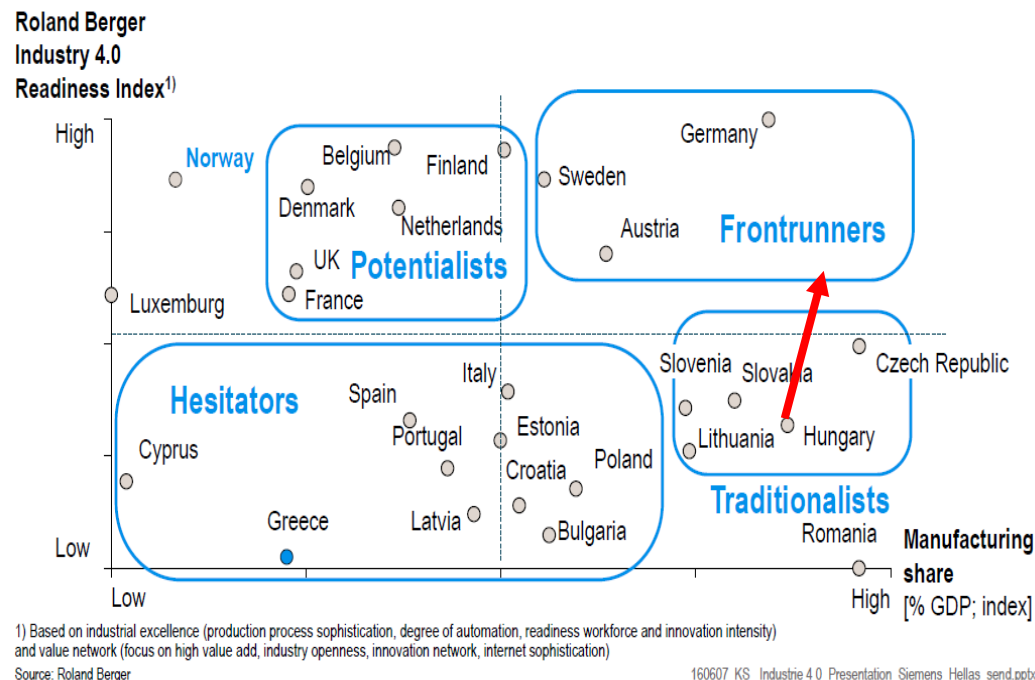 Roland Berger
Industry 4.0
Readiness Index1)
High
Norway
Belgium
Finland
Germany
Denmark
Netherlands
Sweden
Austria
Frontrunners
UK
Potentialists
France
Luxemburg
Hesitators
Italy
Slovenia
Slovakia
Czech Republic
Spain
Portugal
Estonia
Lithuania
Hungary
Cyprus
Croatia
Poland
Traditionalists
Greece
Latvia
Bulgaria
Romania
Low
Low
High
Manufacturing
share
[% GDP; index]
1) Based on industrial excellence (production process sophistication, degree of automation, readiness workforce and innovation intensity)
and value network (focus on high value add, industry openness, innovation network, internet sophistication)
Source: Roland Berger
160607_KS_Industrie 4 0_Presentation_Siemens_Hellas_send.pptx